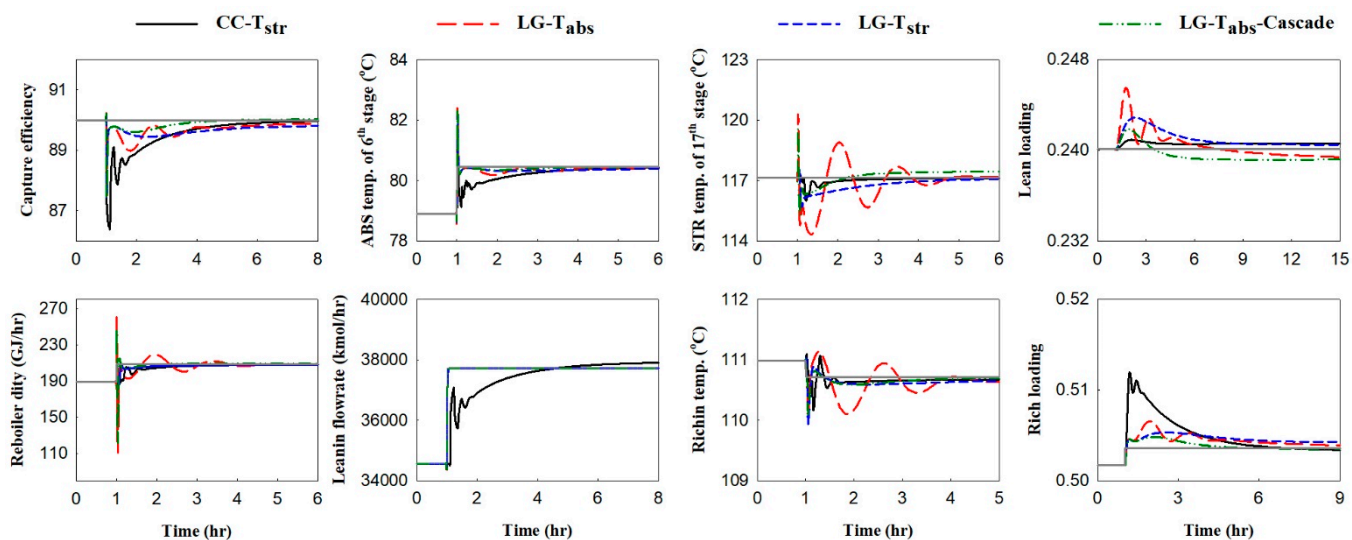 CC-Tstr LG-Tabs LG-Tstr LG-Tabs-Cascade
Capture efficiency
91
89
87
0 2 4 6 8
ABS temp. of 6th stage (°C)
84
82
80
78
0 1 2 3 4 5 6
STR temp. of 17th stage (°C)
123
120
117
114
0 1 2 3 4 5 6
Lean loading
0.248
0.240
0.232
0 3 6 9 12 15
Reboiler dity (GJ/hr)
270
230
190
150
110
0 1 2 3 4 5 6
Time (hr)
Leanin flowrate (kmol/hr)
40000
38000
36000
34000
0 2 4 6 8
Time (hr)
Richin temp. (°C)
112
111
110
109
0 1 2 3 4 5
Time (hr)
Rich loading
0.52
0.51
0.50
0 3 6 9
Time (hr)